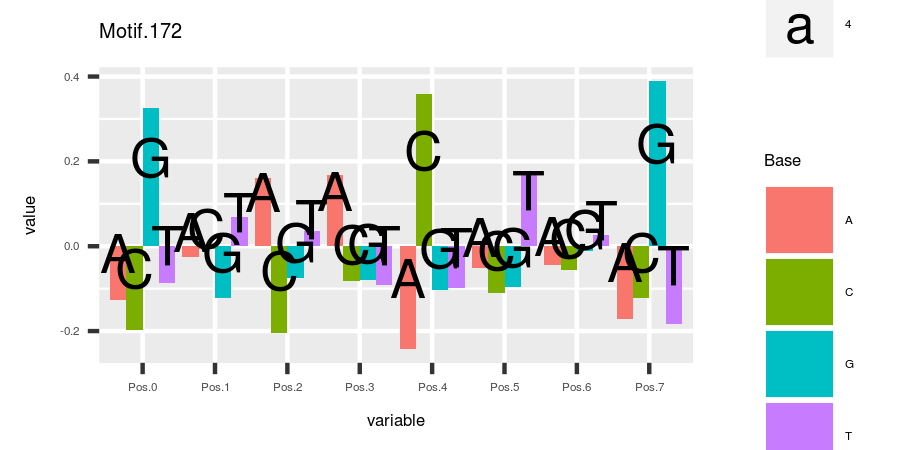 Motif.172
a 4
0.4
0.2
0.0
-0.2
value
A C G T A C G T A C G T A C G T A C G T A C G T A C G T A C G T
Pos.0 Pos.1 Pos.2 Pos.3 Pos.4 Pos.5 Pos.6 Pos.7
variable
Base
A
C
G
T